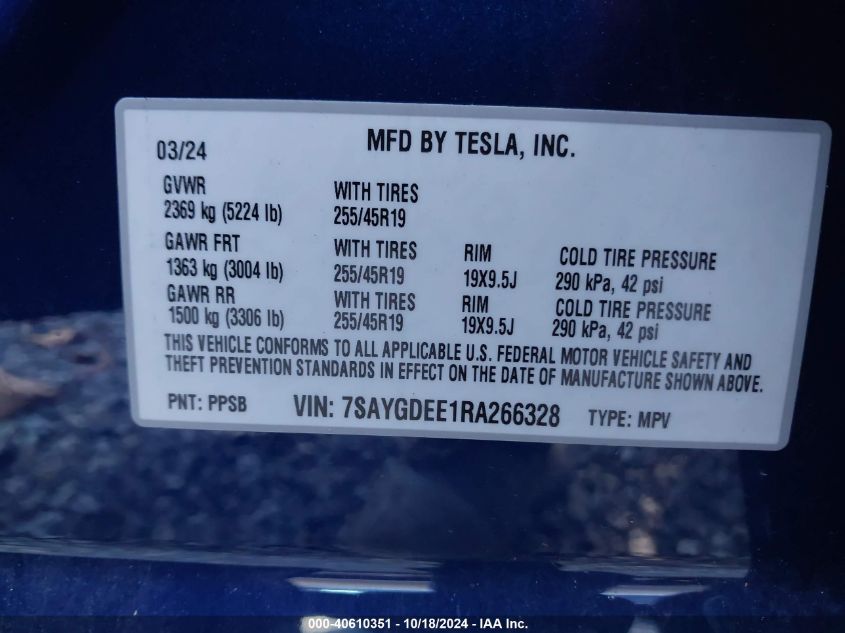 03/24 MFD BY TESLA, INC.
GVWR WITH TIRES
2369 kg (5224 lb) 255/45R19
GAWR FRT WITH TIRES RIM COLD TIRE PRESSURE
1363 kg (3004 lb) 255/45R19 19X9.5J 290 kPa, 42 psi
GAWR RR WITH TIRES RIM COLD TIRE PRESSURE
1500 kg (3306 lb) 255/45R19 19X9.5J 290 kPa, 42 psi
THIS VEHICLE CONFORMS TO ALL APPLICABLE U.S. FEDERAL MOTOR VEHICLE SAFETY AND
THEFT PREVENTION STANDARDS IN EFFECT ON THE DATE OF MANUFACTURE SHOWN ABOVE.
PNT: PPSB VIN: 7SAYGDEE1RA266328 TYPE: MPV
000-40610351 - 10/18/2024 - IAA Inc.